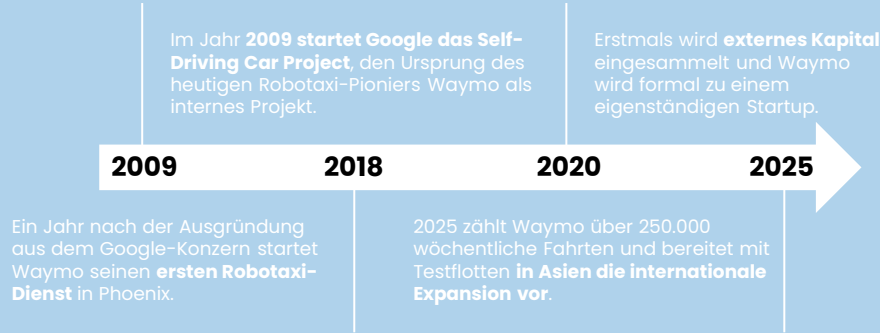 Im Jahr 2009 startet Google das Self-
Driving Car Project, den Ursprung des
heutigen Robotaxi-Pioniers Waymo als
internes Projekt.
Erstmals wird externes Kapital
eingesammelt und Waymo
wird formal zu einem
eigenständigen Startup.
2009
2018
2020
2025
Ein Jahr nach der Ausgründung
aus dem Google-Konzern startet
Waymo seinen ersten Robotaxi-
Dienst in Phoenix.
2025 zählt Waymo über 250.000
wöchentliche Fahrten und bereitet mit
Testflotten in Asien die internationale
Expansion vor.